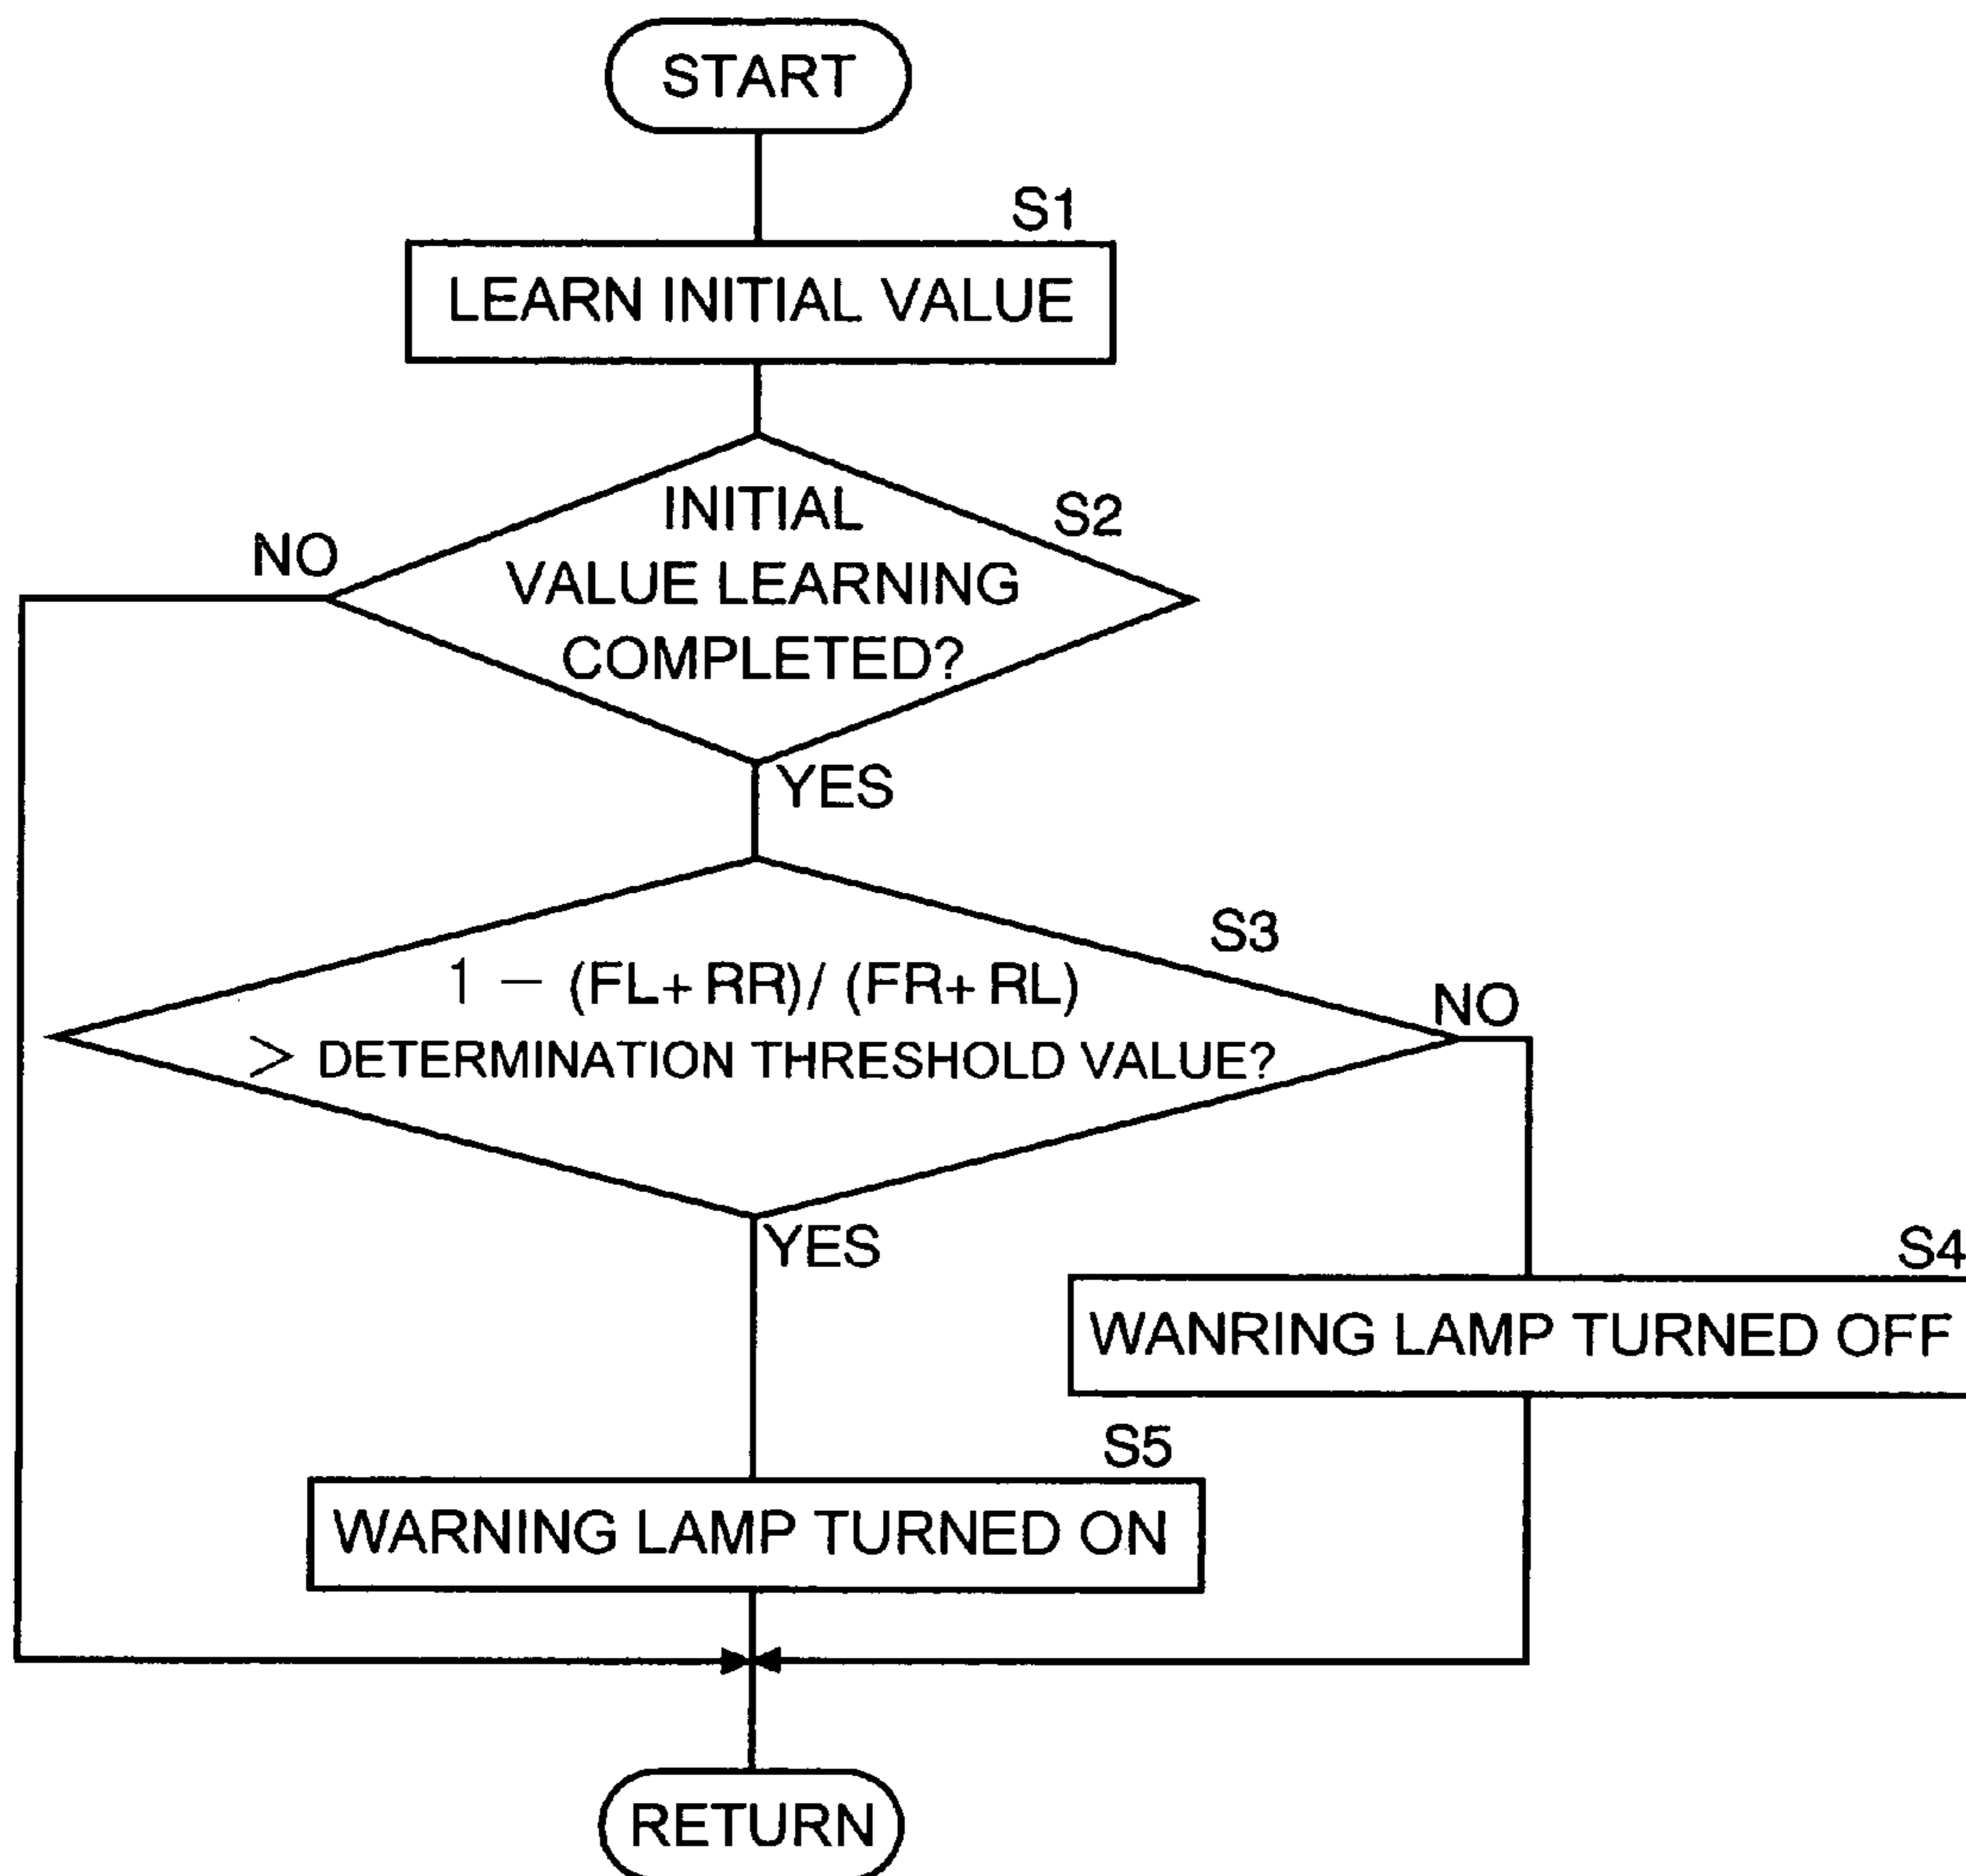 START
S1
LEARN INITIAL VALUE
INITIAL
S2
NO
VALUE LEARNING
COMPLETED?
YES
S3
1 − (FL+ RR)/ (FR+ RL)
NO
> DETERMINATION THRESHOLD VALUE?
YES
S4
WANRING LAMP TURNED OFF
S5
WARNING LAMP TURNED ON
RETURN